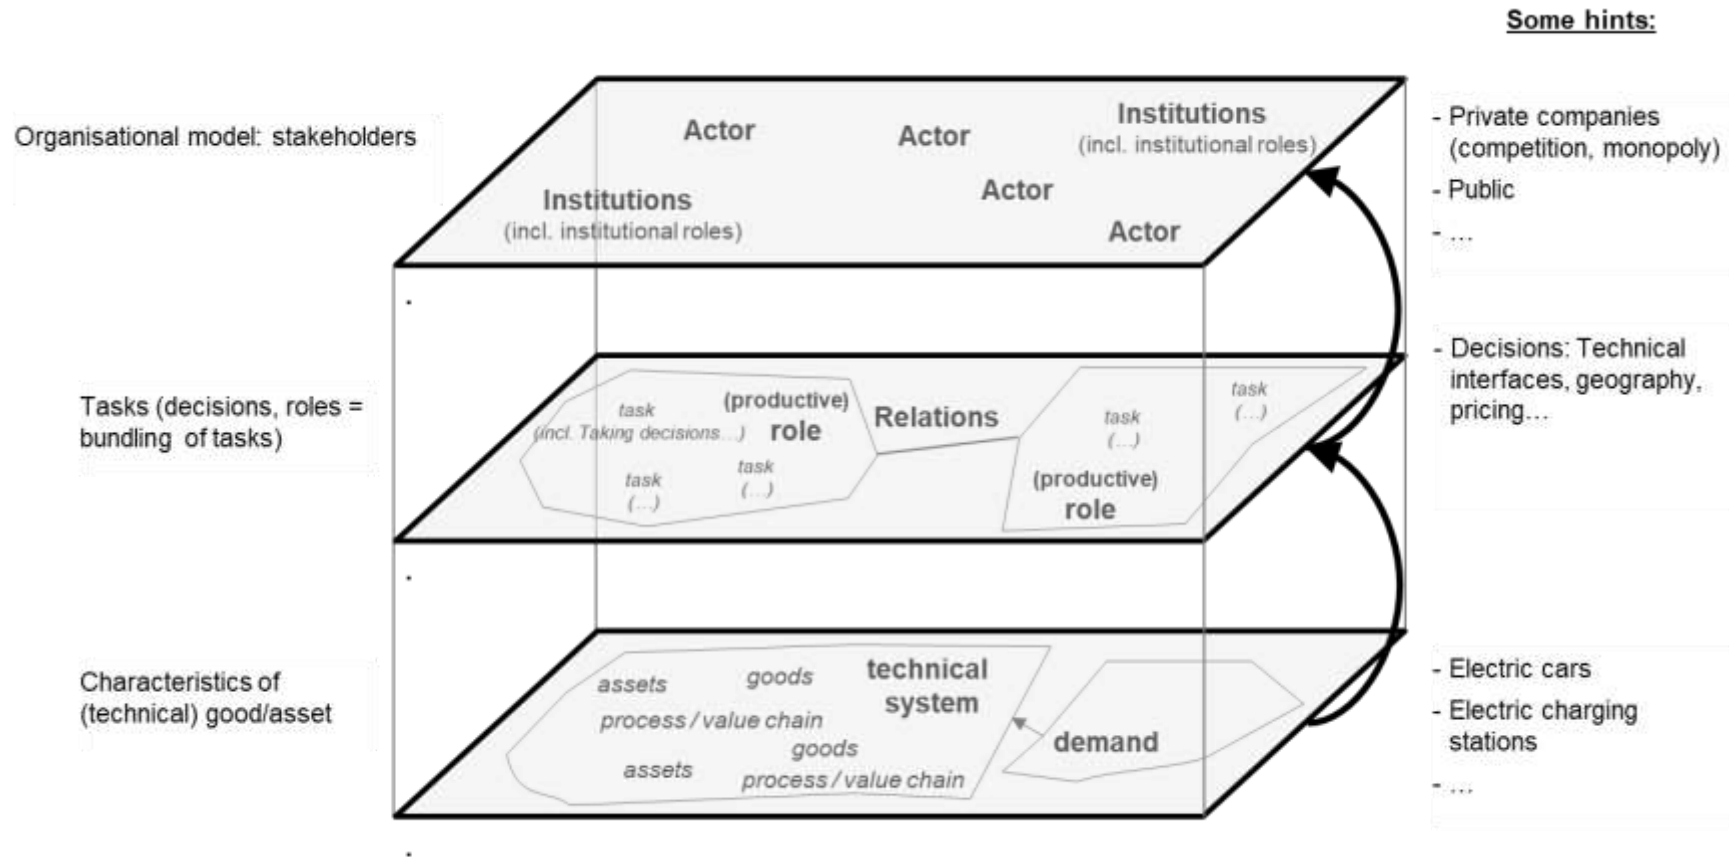 Some hints:
Organisational model: stakeholders
Actor
Actor
Institutions
(incl. institutional roles)
Actor
Institutions
(incl. institutional roles)
Actor
- Private companies
(competition, monopoly)
- Public
- ...
.
Tasks (decisions, roles =
bundling of tasks)
task
(incl. Taking decisions...)
(productive)
role
task
(...)
task
(...)
Relations
task
(...)
task
(...)
(productive)
role
- Decisions: Technical
interfaces, geography,
pricing...
.
Characteristics of
(technical) good/asset
assets
goods
technical
system
process / value chain
goods
assets
process / value chain
demand
- Electric cars
- Electric charging
stations
- ...
.